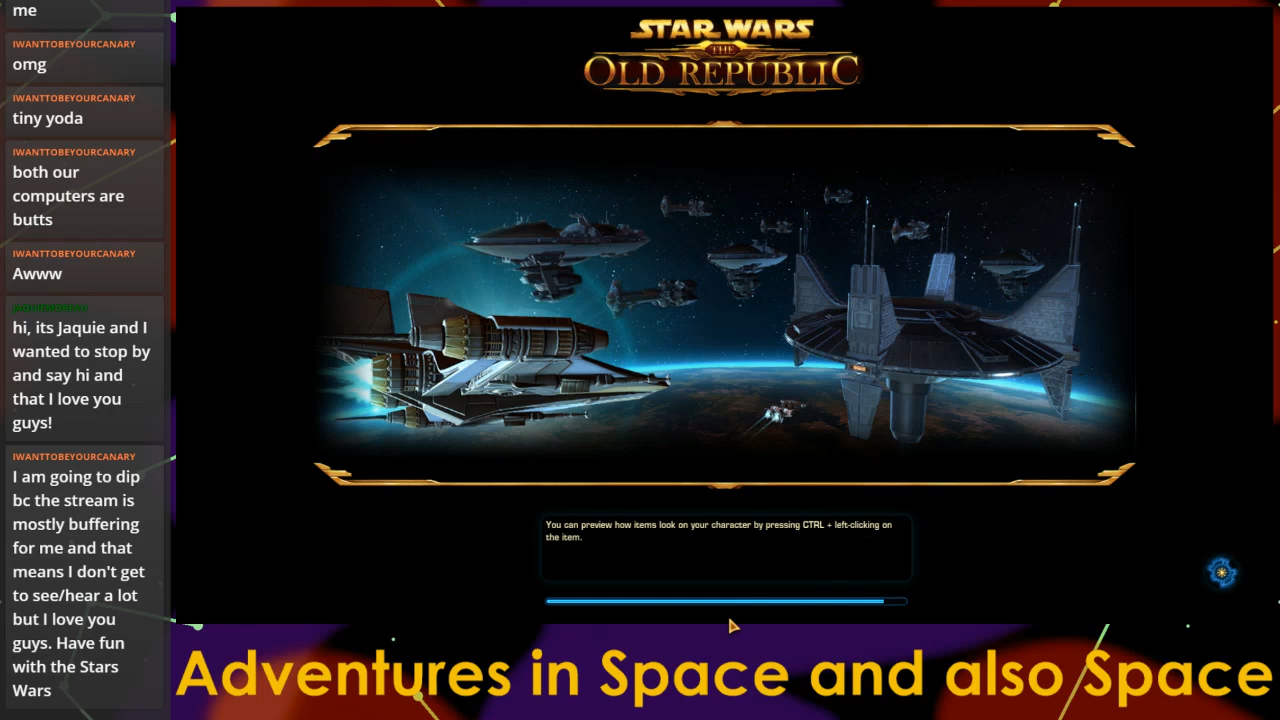 me
IWANTTOBEYOURCANARY
omg
IWANTTOBEYOURCANARY
tiny yoda
IWANTTOBEYOURCANARY
both our
computers are
butts
IWANTTOBEYOURCANARY
Awww
hi, its Jaquie and I
wanted to stop by
and say hi and
that I love you
guys!
IWANTTOBEYOURCANARY
I am going to dip
bc the stream is
mostly buffering
for me and that
means I don't get
to see/hear a lot
but I love you
guys. Have fun
with the Stars
Wars
STAR WARS
THE
OLD REPUBLIC
You can preview how items look on your character by pressing CTRL + left-clicking on
the item.
Adventures in Space and also Space